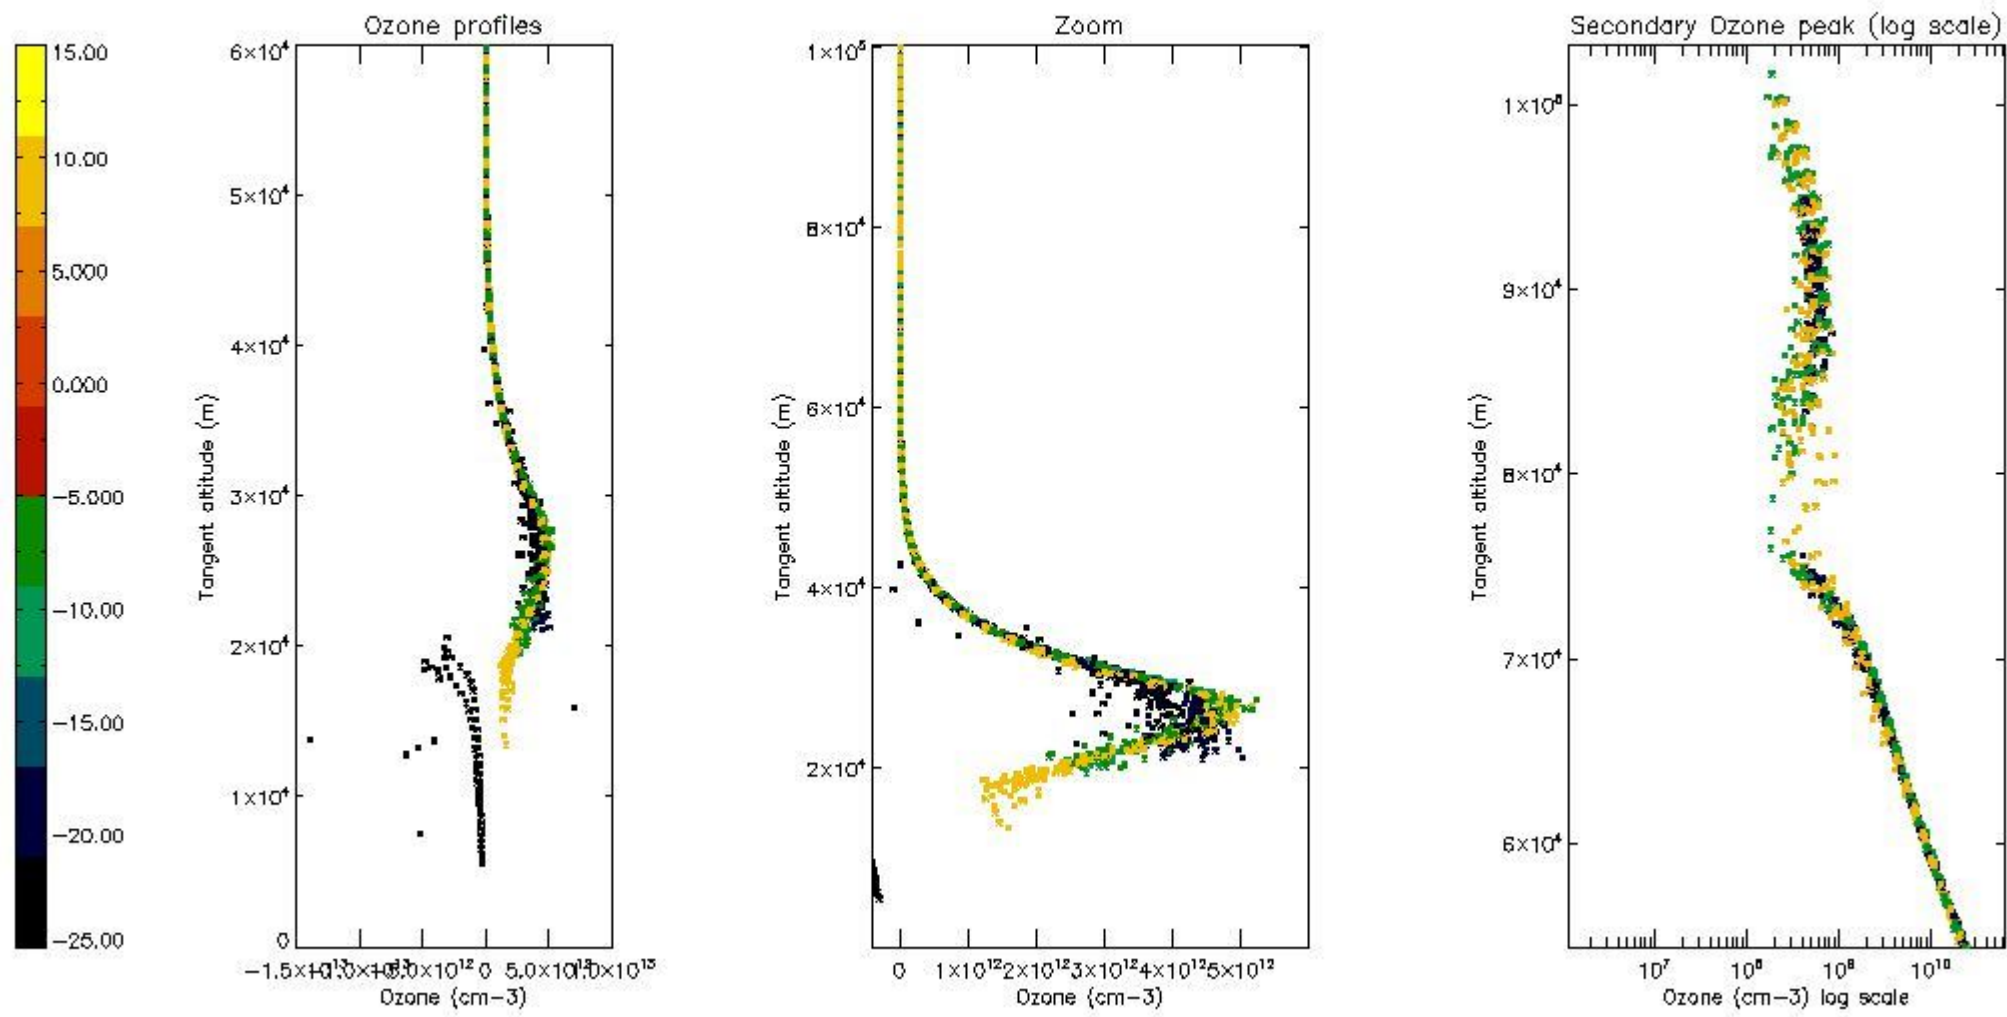 Ozone profiles
Zoom
Secondary Ozone peak (log scale)
15.00
10.00
5.000
0.000
−5.000
−10.00
−15.00
−20.00
−25.00
6×10⁴
5×10⁴
4×10⁴
3×10⁴
2×10⁴
1×10⁴
0
Tangent altitude (m)
0
Ozone (cm−3)
1×10⁵
8×10⁴
6×10⁴
4×10⁴
2×10⁴
Tangent altitude (m)
0 1×10¹² 2×10¹² 3×10¹² 4×10¹² 5×10¹²
Ozone (cm−3)
1×10⁵
9×10⁴
8×10⁴
7×10⁴
6×10⁴
Tangent altitude (m)
10⁷ 10⁸ 10⁹ 10¹⁰
Ozone (cm−3) log scale